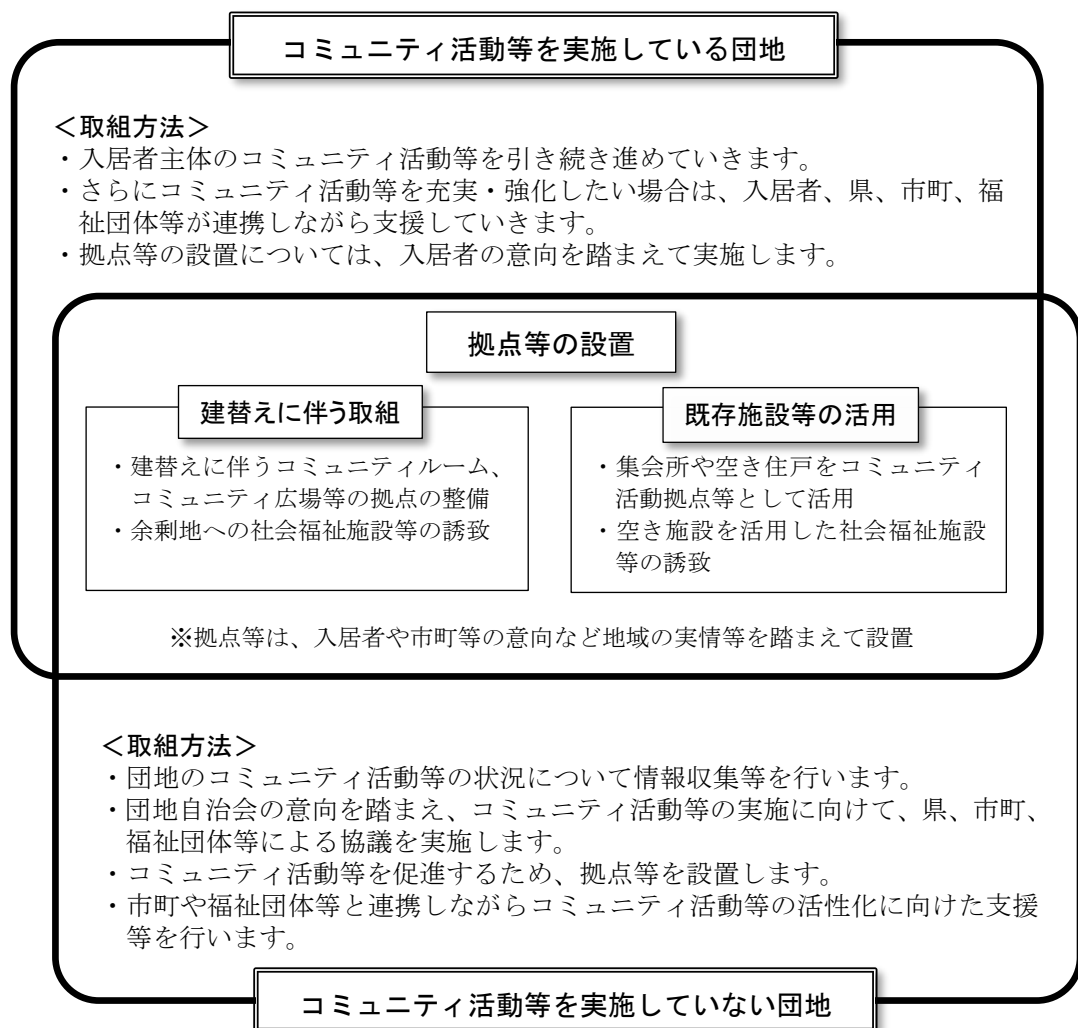 コミュニティ活動等を実施している団地
＜取組方法＞
・入居者主体のコミュニティ活動等を引き続き進めていきます。
・さらにコミュニティ活動等を充実・強化したい場合は、入居者、県、市町、福
祉団体等が連携しながら支援していきます。
・拠点等の設置については、入居者の意向を踏まえて実施します。
拠点等の設置
建替えに伴う取組
・建替えに伴うコミュニティルーム、
コミュニティ広場等の拠点の整備
・余剰地への社会福祉施設等の誘致
既存施設等の活用
・集会所や空き住戸をコミュニティ
活動拠点等として活用
・空き施設を活用した社会福祉施設
等の誘致
※拠点等は、入居者や市町等の意向など地域の実情等を踏まえて設置
＜取組方法＞
・団地のコミュニティ活動等の状況について情報収集等を行います。
・団地自治会の意向を踏まえ、コミュニティ活動等の実施に向けて、県、市町、
福祉団体等による協議を実施します。
・コミュニティ活動等を促進するため、拠点等を設置します。
・市町や福祉団体等と連携しながらコミュニティ活動等の活性化に向けた支援
等を行います。
コミュニティ活動等を実施していない団地